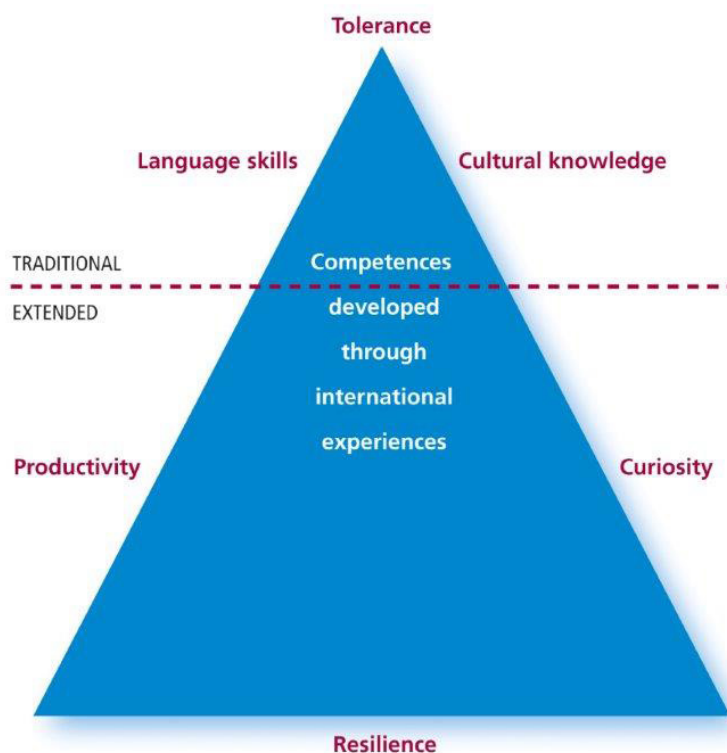 Tolerance
Language skills
Cultural knowledge
TRADITIONAL
Competences
EXTENDED
developed
through
international
experiences
Productivity
Curiosity
Resilience